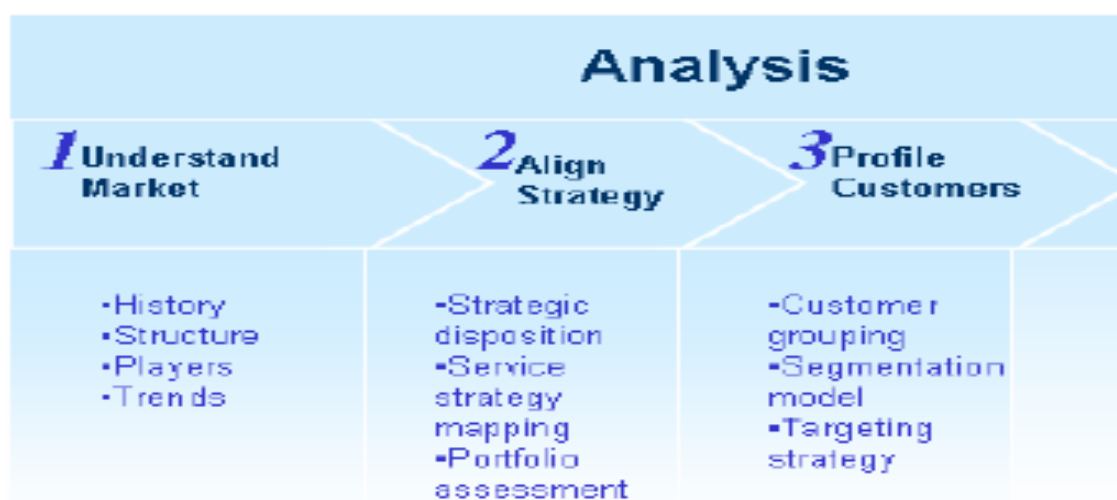 Analysis
1 Understand
Market
2 Align
Strategy
3 Profile
Customers
▪History
▪Structure
▪Players
▪Trends
▪Strategic
disposition
▪Service
strategy
mapping
▪Portfolio
assessment
▪Customer
grouping
▪Segmentation
model
▪Targeting
strategy